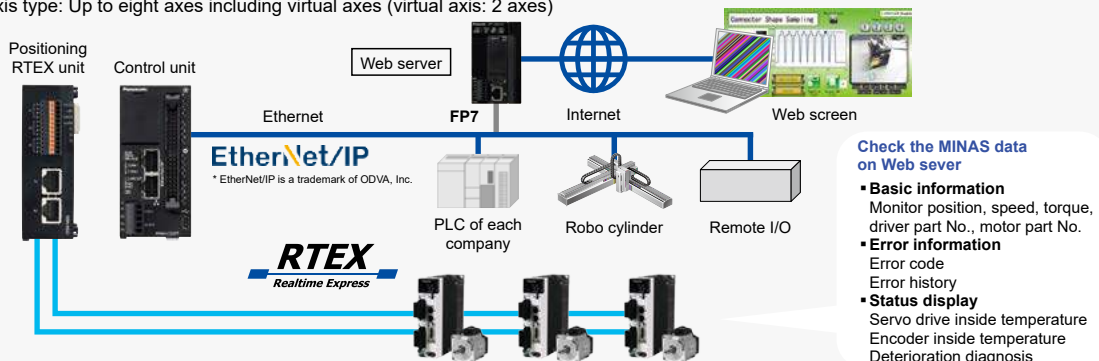 xis type: Up to eight axes including virtual axes (virtual axis: 2 axes)
Positioning
RTEX unit
Control unit
Web server
Connector Shape Sampling
Ethernet
FP7
Internet
Web screen
EtherNet/IP
* EtherNet/IP is a trademark of ODVA, Inc.
PLC of each
company
Robo cylinder
Remote I/O
RTEX
Realtime Express
Check the MINAS data
on Web sever
▪ Basic information
Monitor position, speed, torque,
driver part No., motor part No.
▪ Error information
Error code
Error history
▪ Status display
Servo drive inside temperature
Encoder inside temperature
Deterioration diagnosis